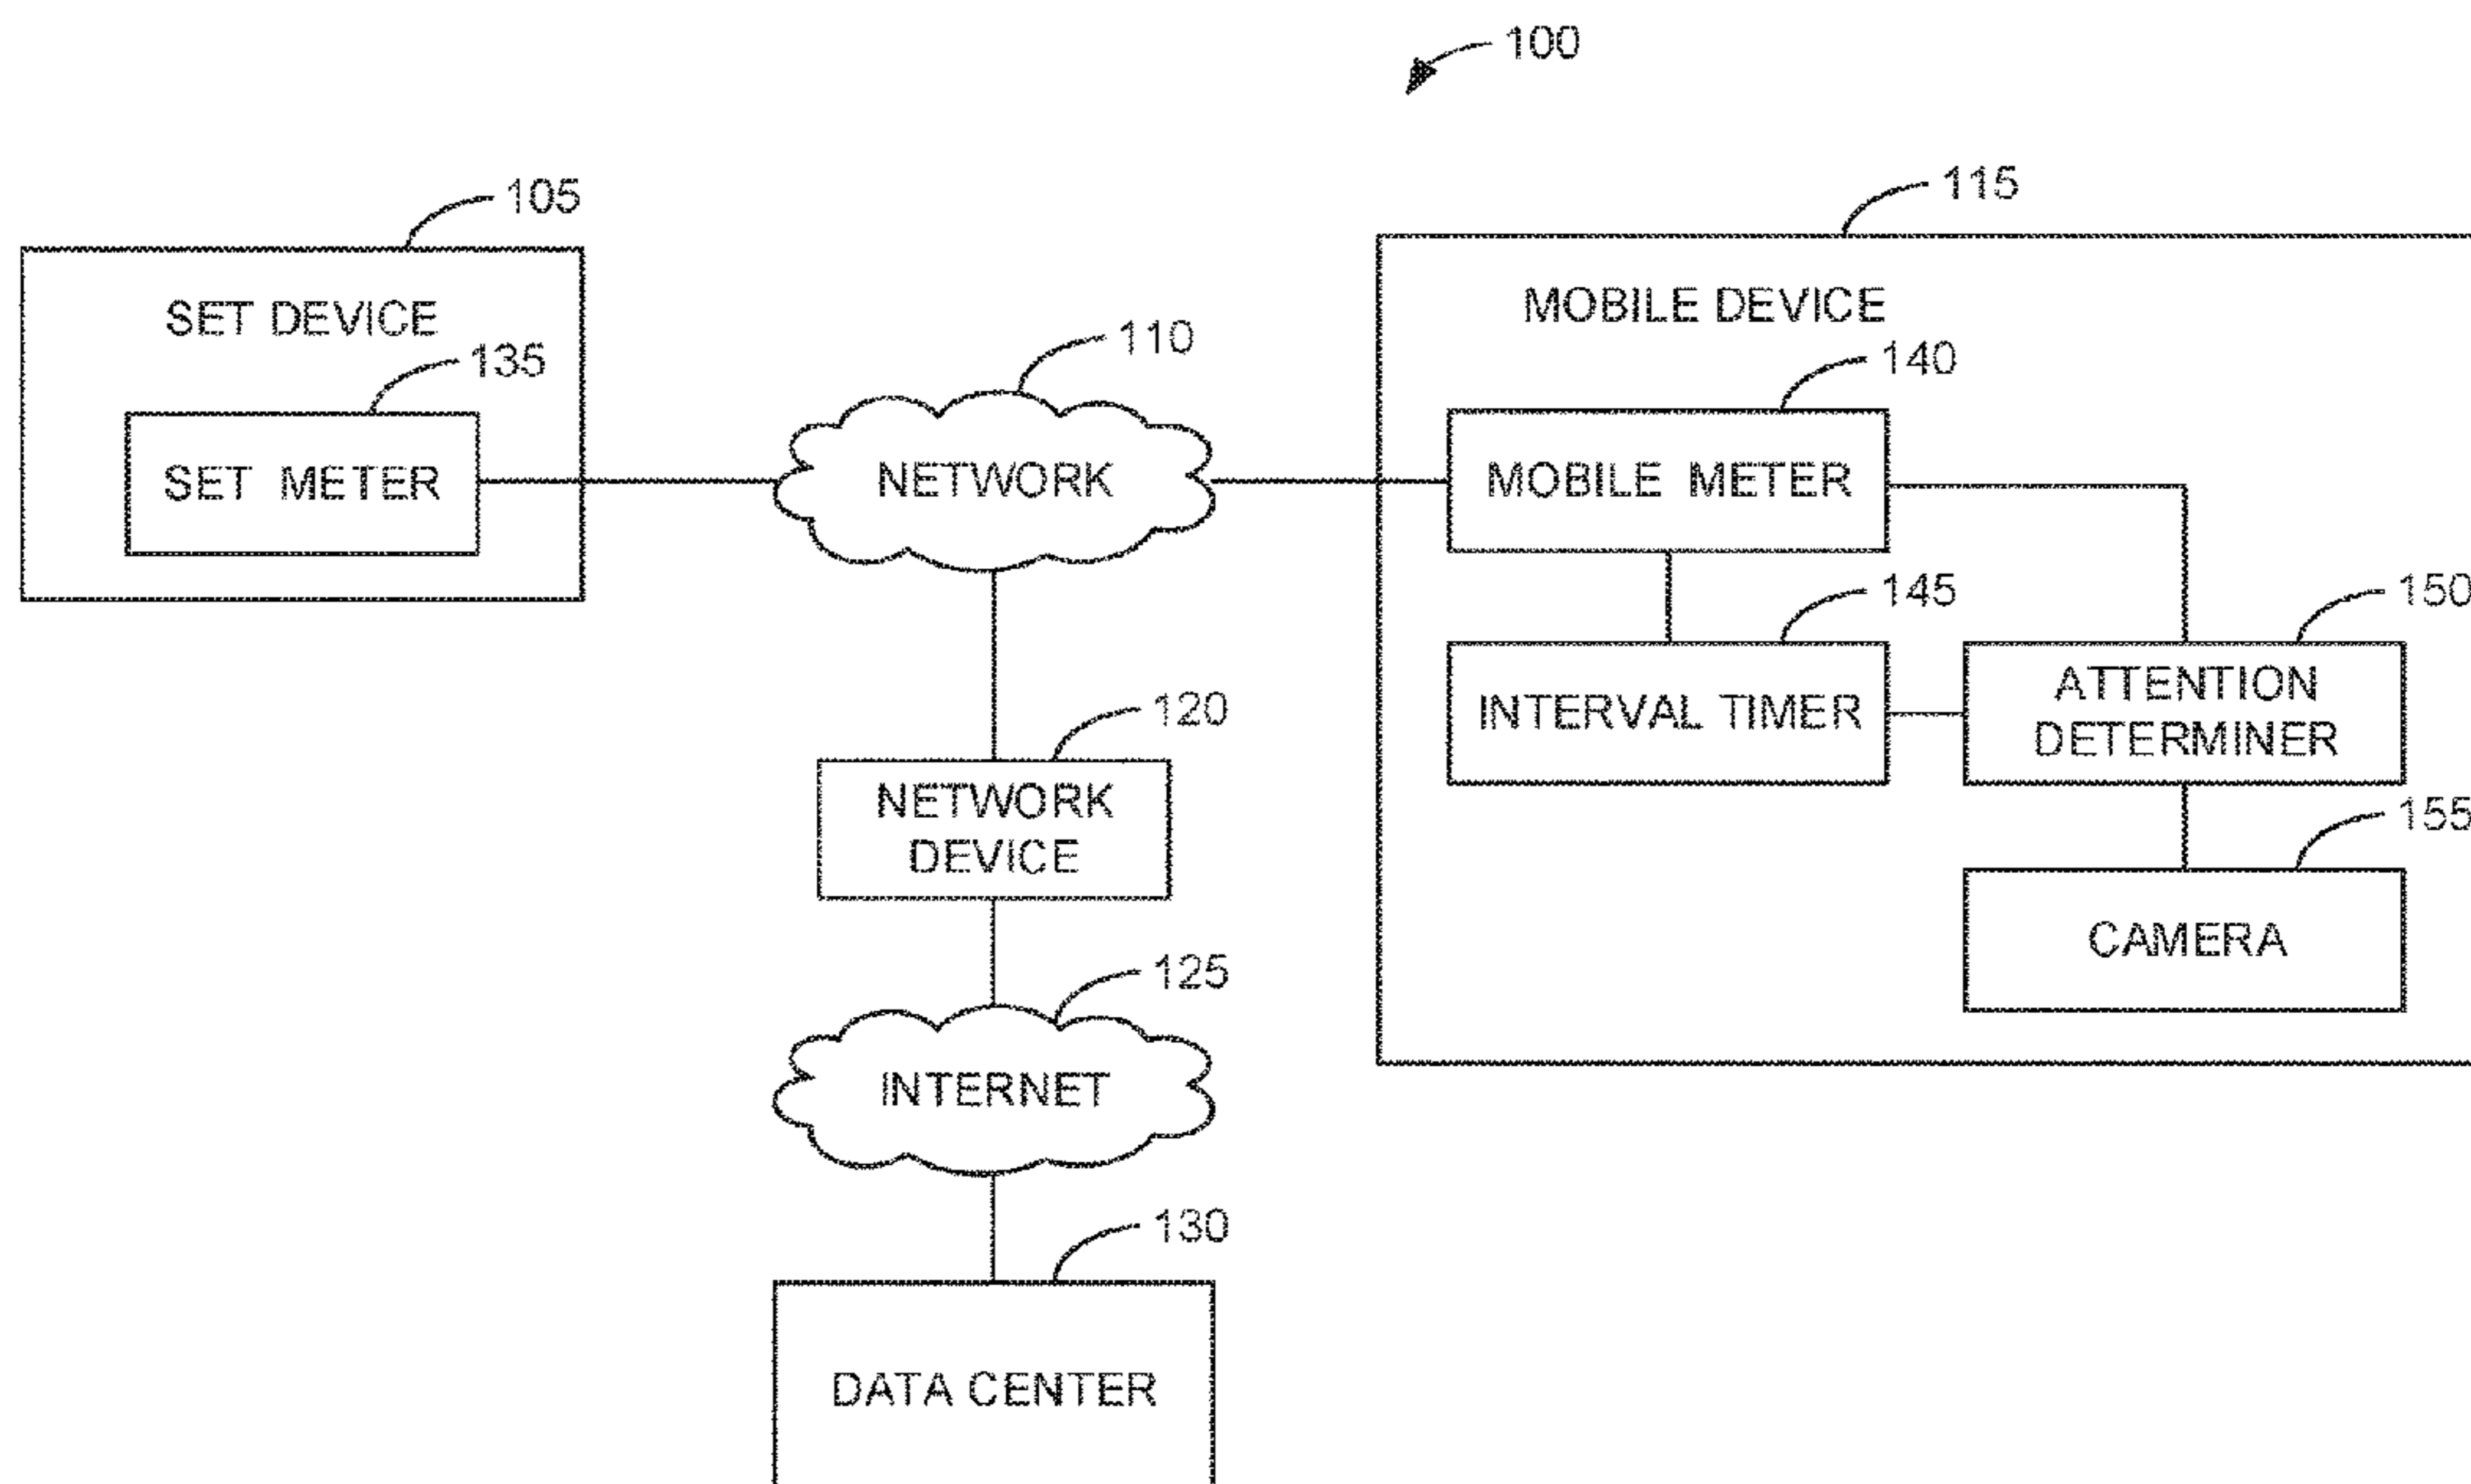 100
105
115
SET DEVICE
MOBILE DEVICE
110
135
140
SET METER
NETWORK
MOBILE METER
145
150
120
INTERVAL TIMER
ATTENTION
DETERMINER
NETWORK
DEVICE
155
125
CAMERA
INTERNET
130
DATA CENTER